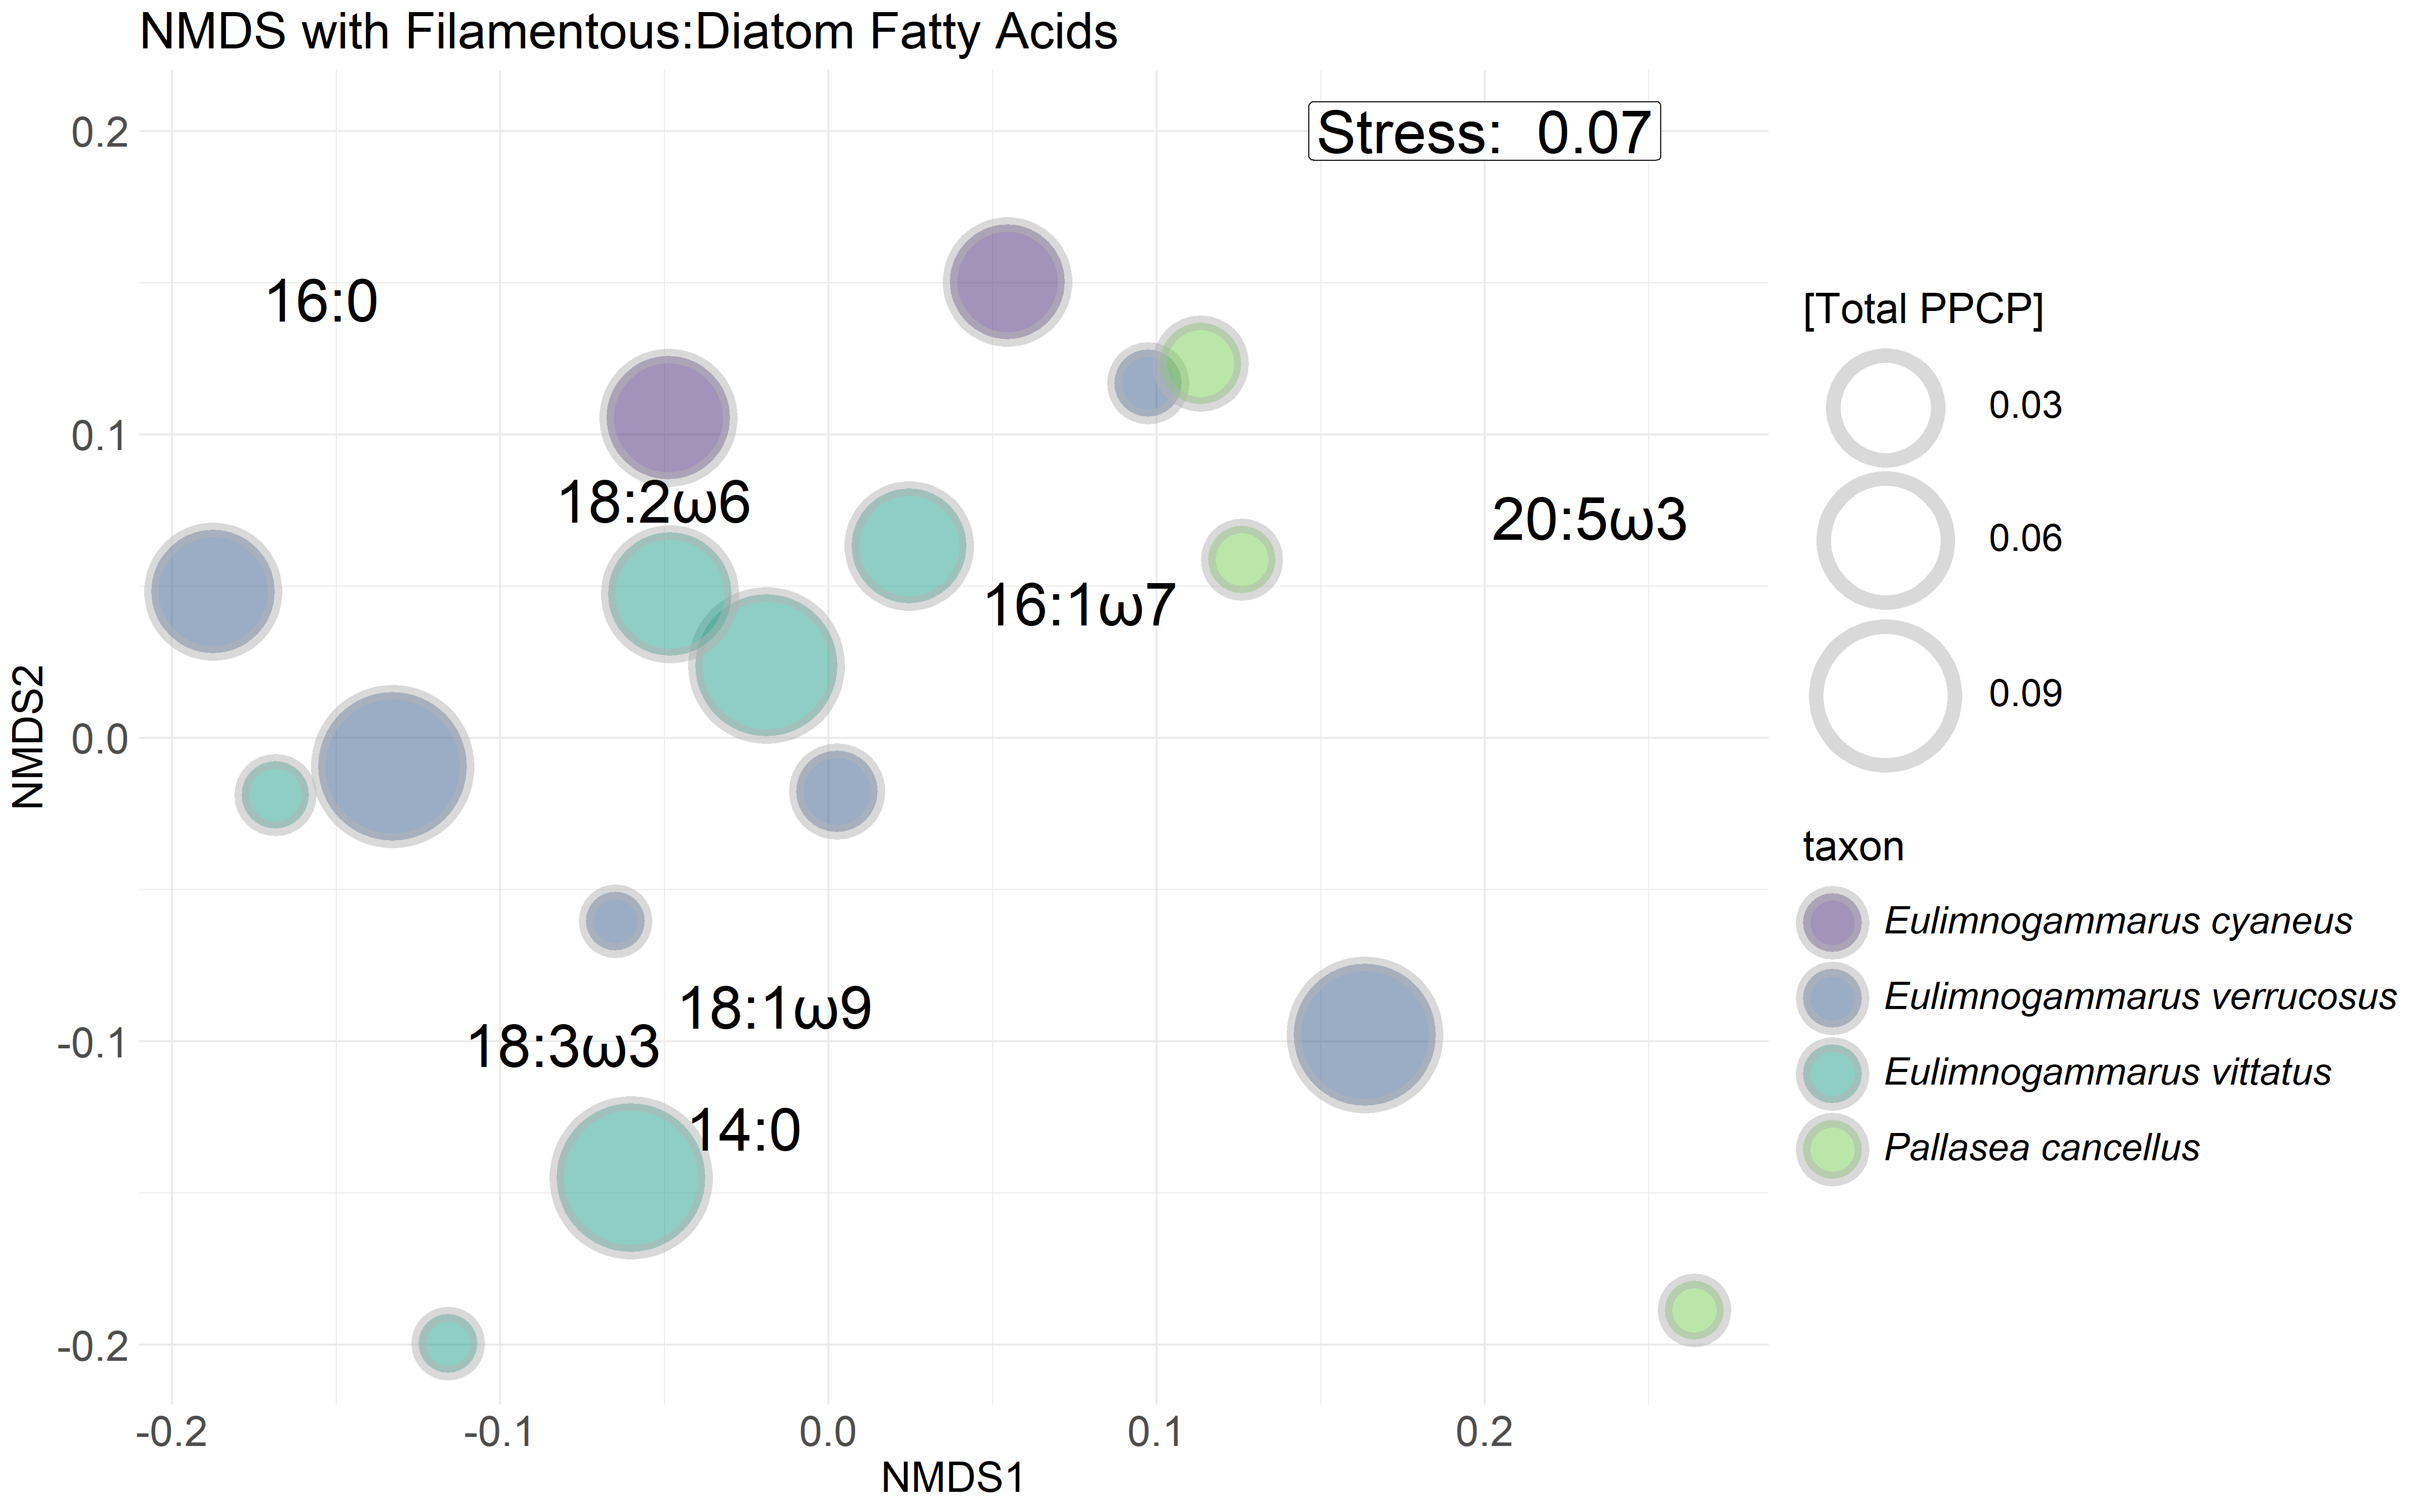 NMDS with Filamentous:Diatom Fatty Acids
Stress:  0.07
0.2
0.1
0.0
-0.1
-0.2
NMDS2
16:0
18:2ω6
20:5ω3
16:1ω7
18:1ω9
18:3ω3
14:0
-0.2
-0.1
0.0
0.1
0.2
NMDS1
[Total PPCP]
0.03
0.06
0.09
taxon
Eulimnogammarus cyaneus
Eulimnogammarus verrucosus
Eulimnogammarus vittatus
Pallasea cancellus